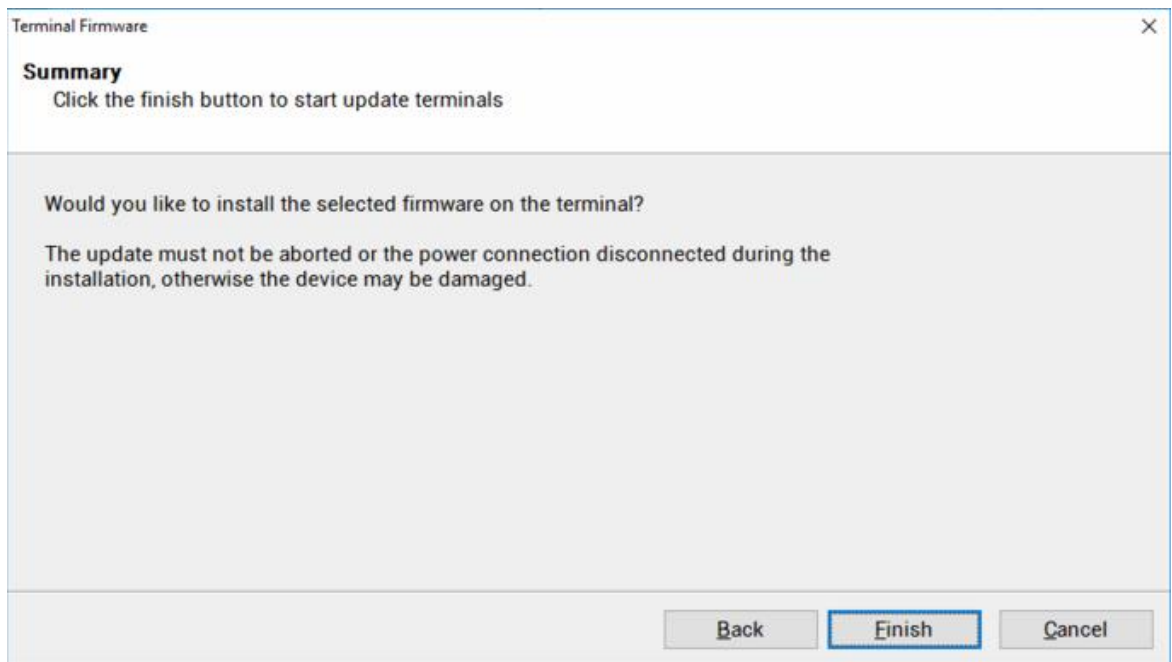 Terminal Firmware
Summary
Click the finish button to start update terminals
Would you like to install the selected firmware on the terminal?
The update must not be aborted or the power connection disconnected during the
installation, otherwise the device may be damaged.
Back
Finish
Cancel